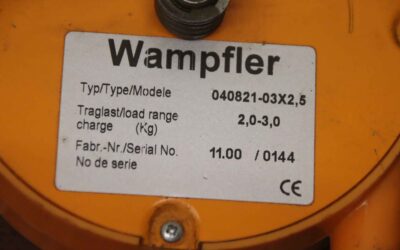 Wampfler
Typ/Type/Modele 040821-03X2,5
Traglast/load range 2,0-3,0
charge (Kg)
Fabr.-Nr./Serial No. 11.00 / 0144
No de serie
CE